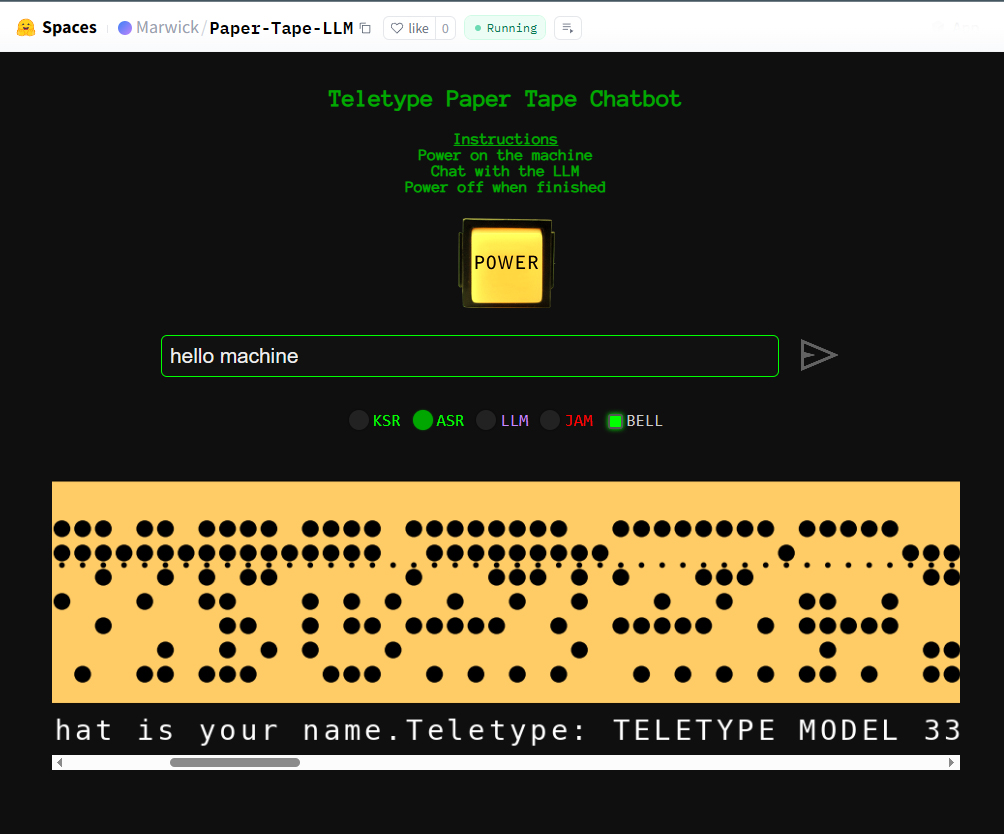 Spaces Marwick/Paper-Tape-LLM like 0 Running
Teletype Paper Tape Chatbot
Instructions
Power on the machine
Chat with the LLM
Power off when finished
POWER
hello machine
KSR ASR LLM JAM BELL
hat is your name.Teletype: TELETYPE MODEL 33